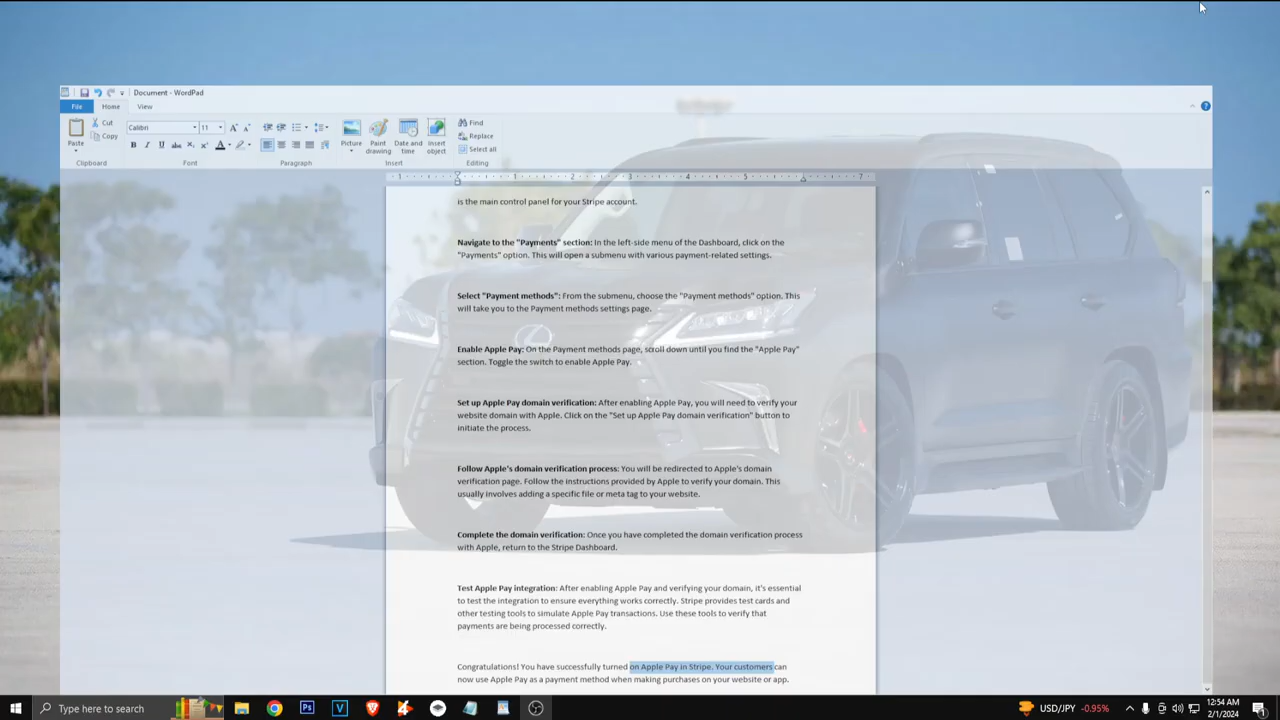 Document - WordPad
File Home View
Paste
Cut
Copy
Clipboard
Calibri 11
Font
Paragraph
Picture
Paint drawing
Date and time
Insert object
Insert
Find
Replace
Select all
Editing
1 1 2 3 4 5 7
is the main control panel for your Stripe account.
Navigate to the "Payments" section: In the left-side menu of the Dashboard, click on the
"Payments" option. This will open a submenu with various payment-related settings.
Select "Payment methods": From the submenu, choose the "Payment methods" option. This
will take you to the Payment methods settings page.
Enable Apple Pay: On the Payment methods page, scroll down until you find the "Apple Pay"
section. Toggle the switch to enable Apple Pay.
Set up Apple Pay domain verification: After enabling Apple Pay, you will need to verify your
website domain with Apple. Click on the "Set up Apple Pay domain verification" button to
initiate the process.
Follow Apple's domain verification process: You will be redirected to Apple's domain
verification page. Follow the instructions provided by Apple to verify your domain. This
usually involves adding a specific file or meta tag to your website.
Complete the domain verification: Once you have completed the domain verification process
with Apple, return to the Stripe Dashboard.
Test Apple Pay integration: After enabling Apple Pay and verifying your domain, it's essential
to test the integration to ensure everything works correctly. Stripe provides test cards and
other testing tools to simulate Apple Pay transactions. Use these tools to verify that
payments are being processed correctly.
Congratulations! You have successfully turned on Apple Pay in Stripe. Your customers can
now use Apple Pay as a payment method when making purchases on your website or app.
Type here to search
USD/JPY -0.95%
12:54 AM
2/1/2024